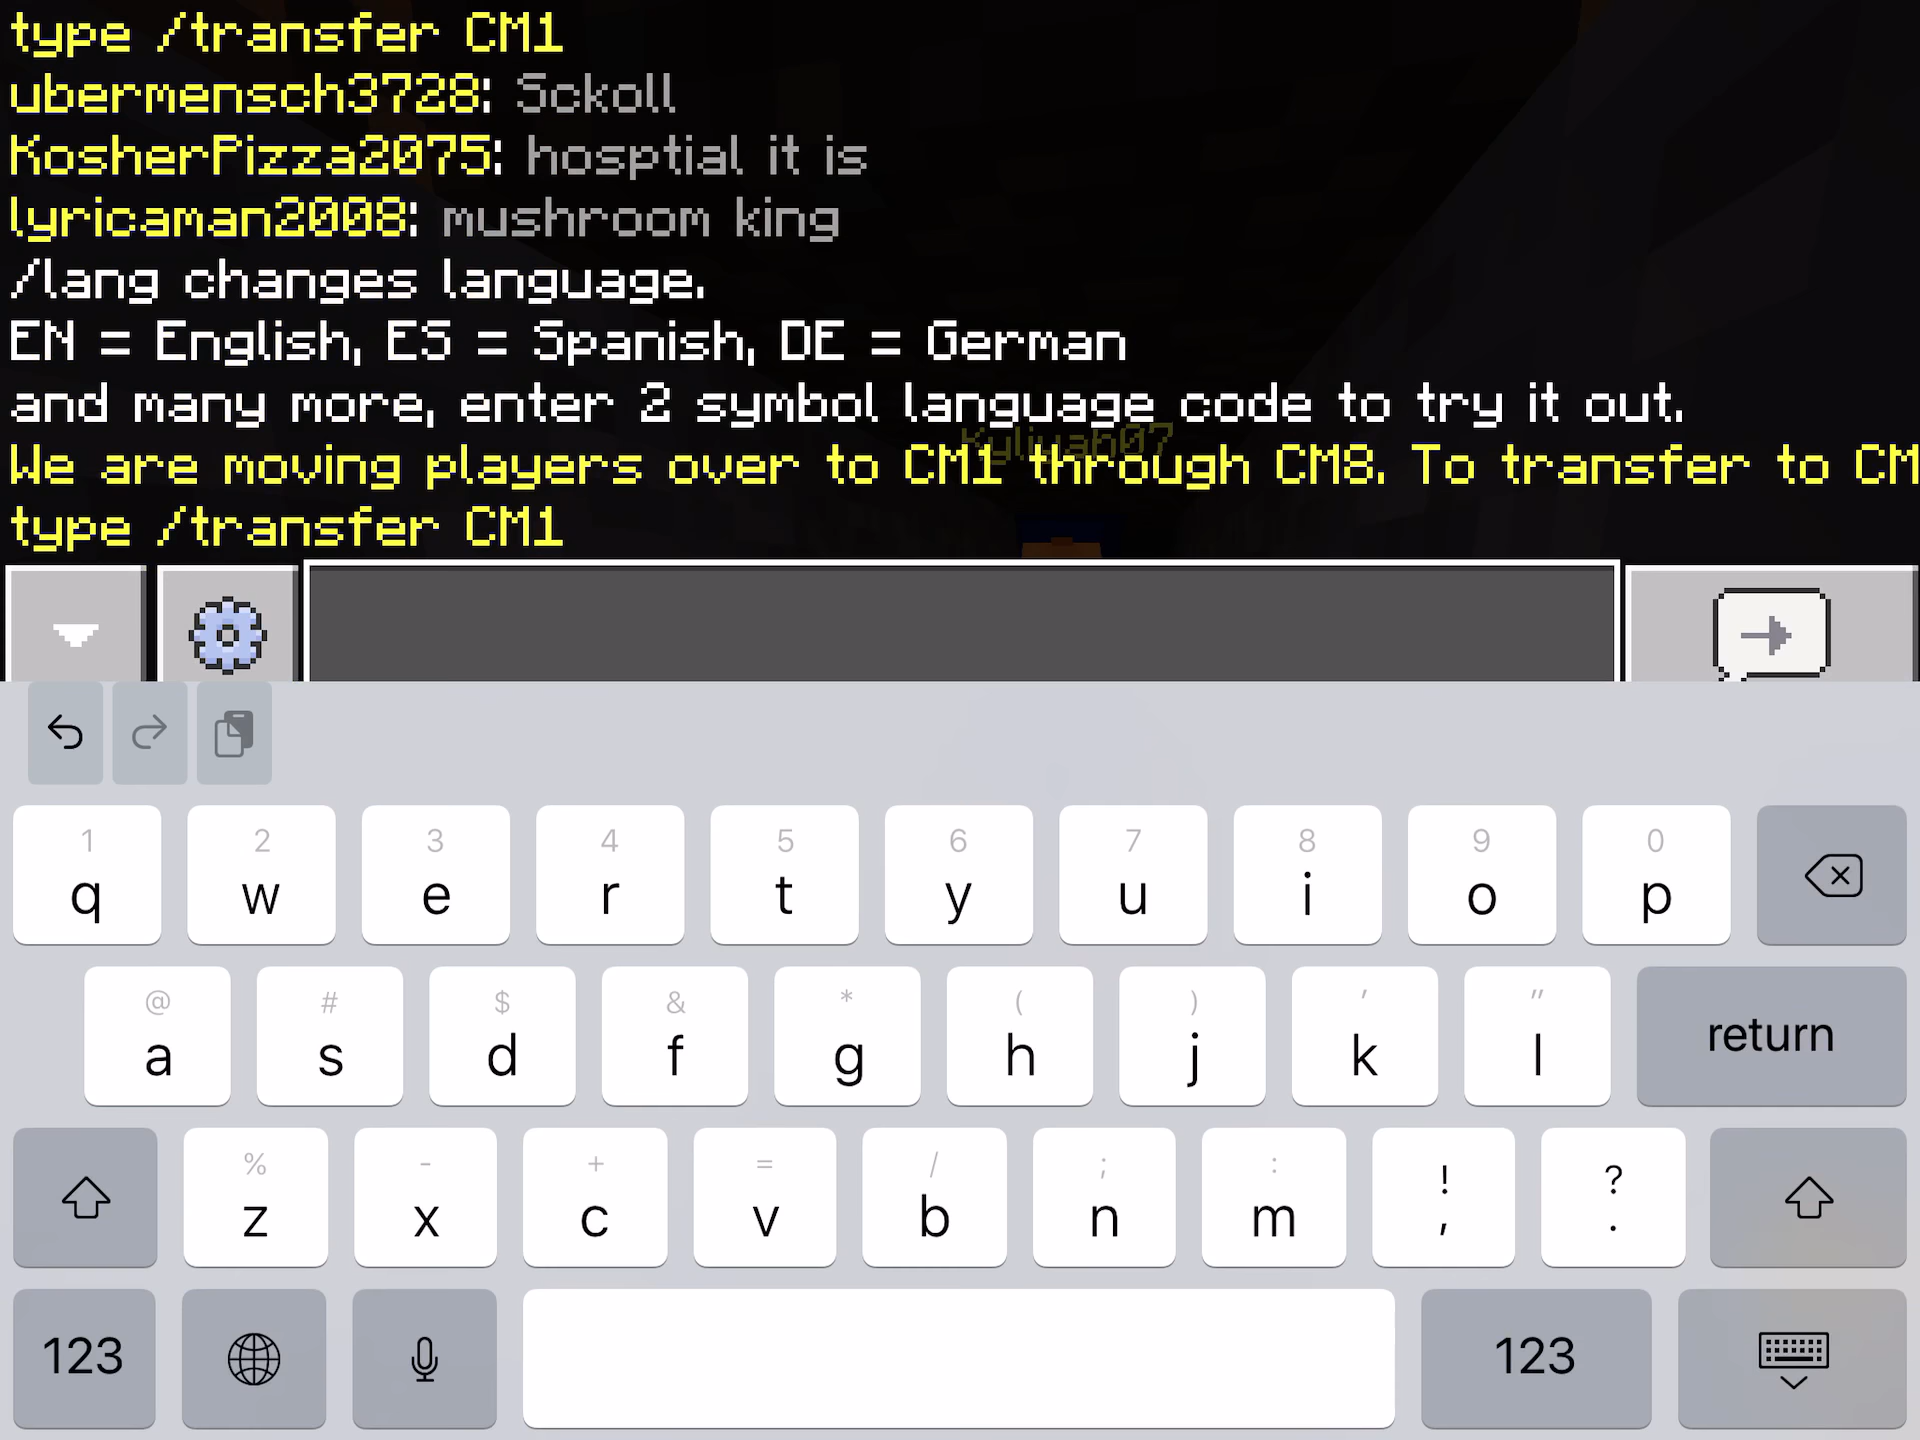 type /transfer CM1
ubermensch3728: Sckoll
KosherPizza2075: hosptial it is
lyricaman2008: mushroom king
/lang changes language.
EN = English, ES = Spanish, DE = German
and many more, enter 2 symbol language code to try it out.
Kyliyah07
We are moving players over to CM1 through CM8. To transfer to CM
type /transfer CM1
1 2 3 4 5 6 7 8 9 0
q w e r t y u i o p
@ # $ & * ( ) ' "
a s d f g h j k l return
% - + = / ; : ! ?
z x c v b n m , .
123 123